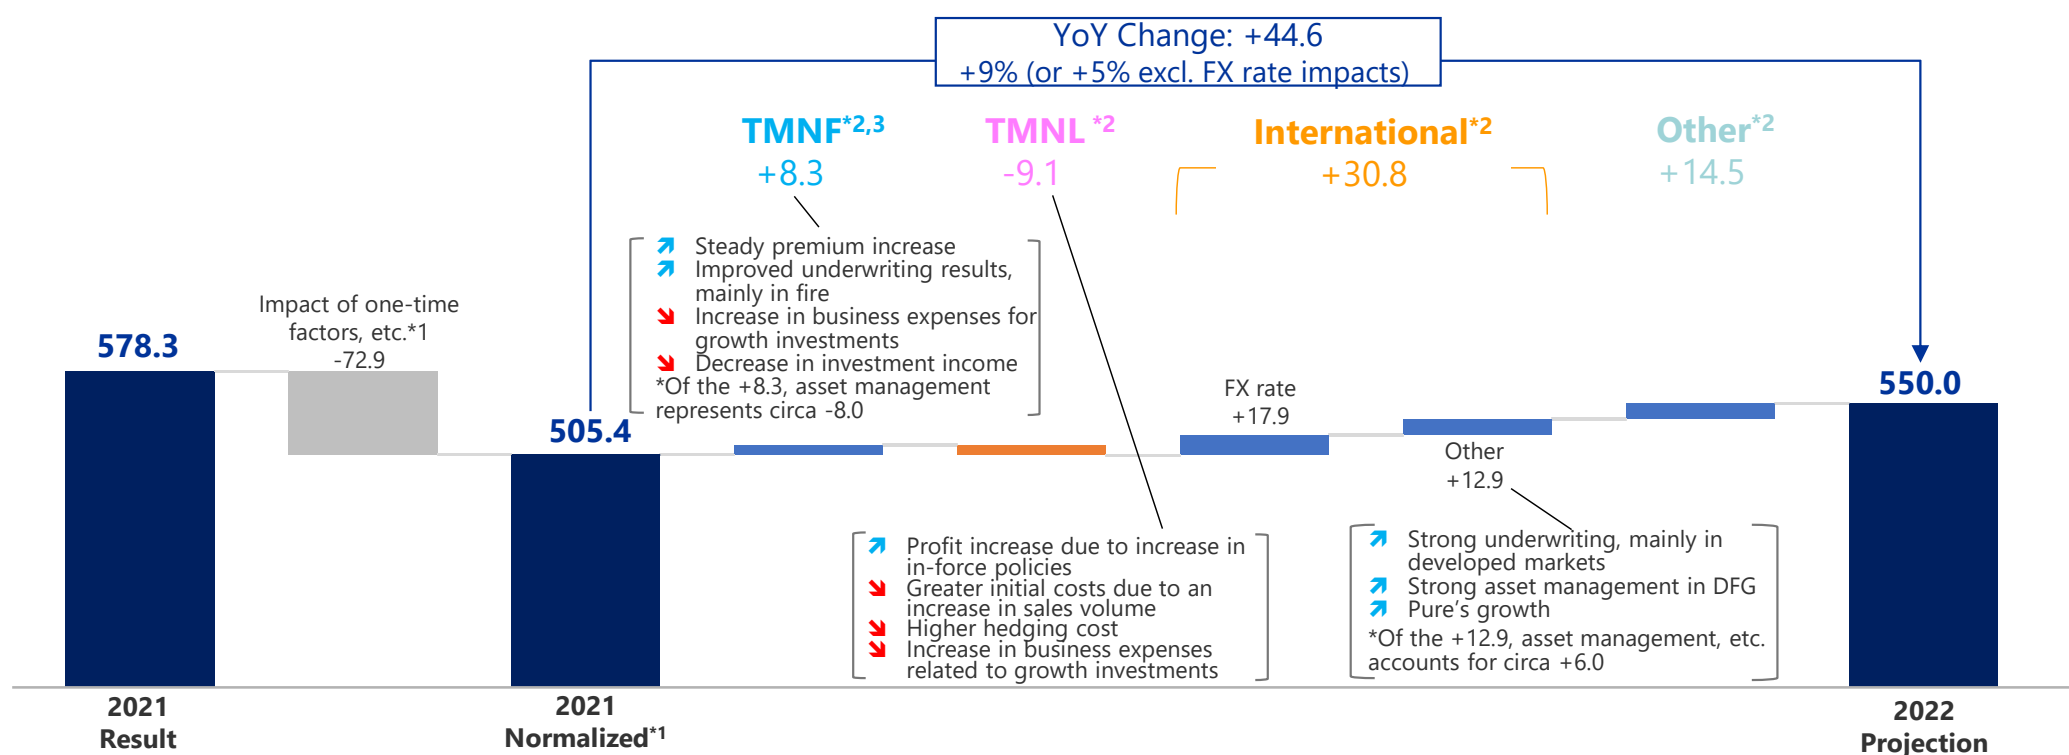 YoY Change: +44.6
+9% (or +5% excl. FX rate impacts)
TMNF*2,3
+8.3
TMNL *2
-9.1
International*2
+30.8
Other*2
+14.5
Steady premium increase
Improved underwriting results,
mainly in fire
Increase in business expenses for
growth investments
Decrease in investment income
*Of the +8.3, asset management
represents circa -8.0
Impact of one-time
factors, etc.*1
-72.9
578.3
505.4
FX rate
+17.9
Other
+12.9
550.0
Profit increase due to increase in
in-force policies
Greater initial costs due to an
increase in sales volume
Higher hedging cost
Increase in business expenses
related to growth investments
Strong underwriting, mainly in
developed markets
Strong asset management in DFG
Pure's growth
*Of the +12.9, asset management, etc.
accounts for circa +6.0
2021
Result
2021
Normalized*1
2022
Projection